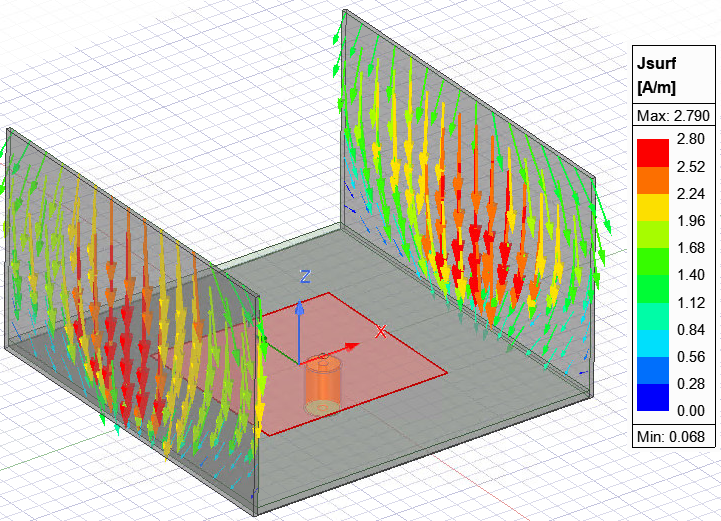 Jsurf
[A/m]
Max: 2.790
2.80
2.52
2.24
1.96
1.68
1.40
1.12
0.84
0.56
0.28
0.00
Min: 0.068
Z
X